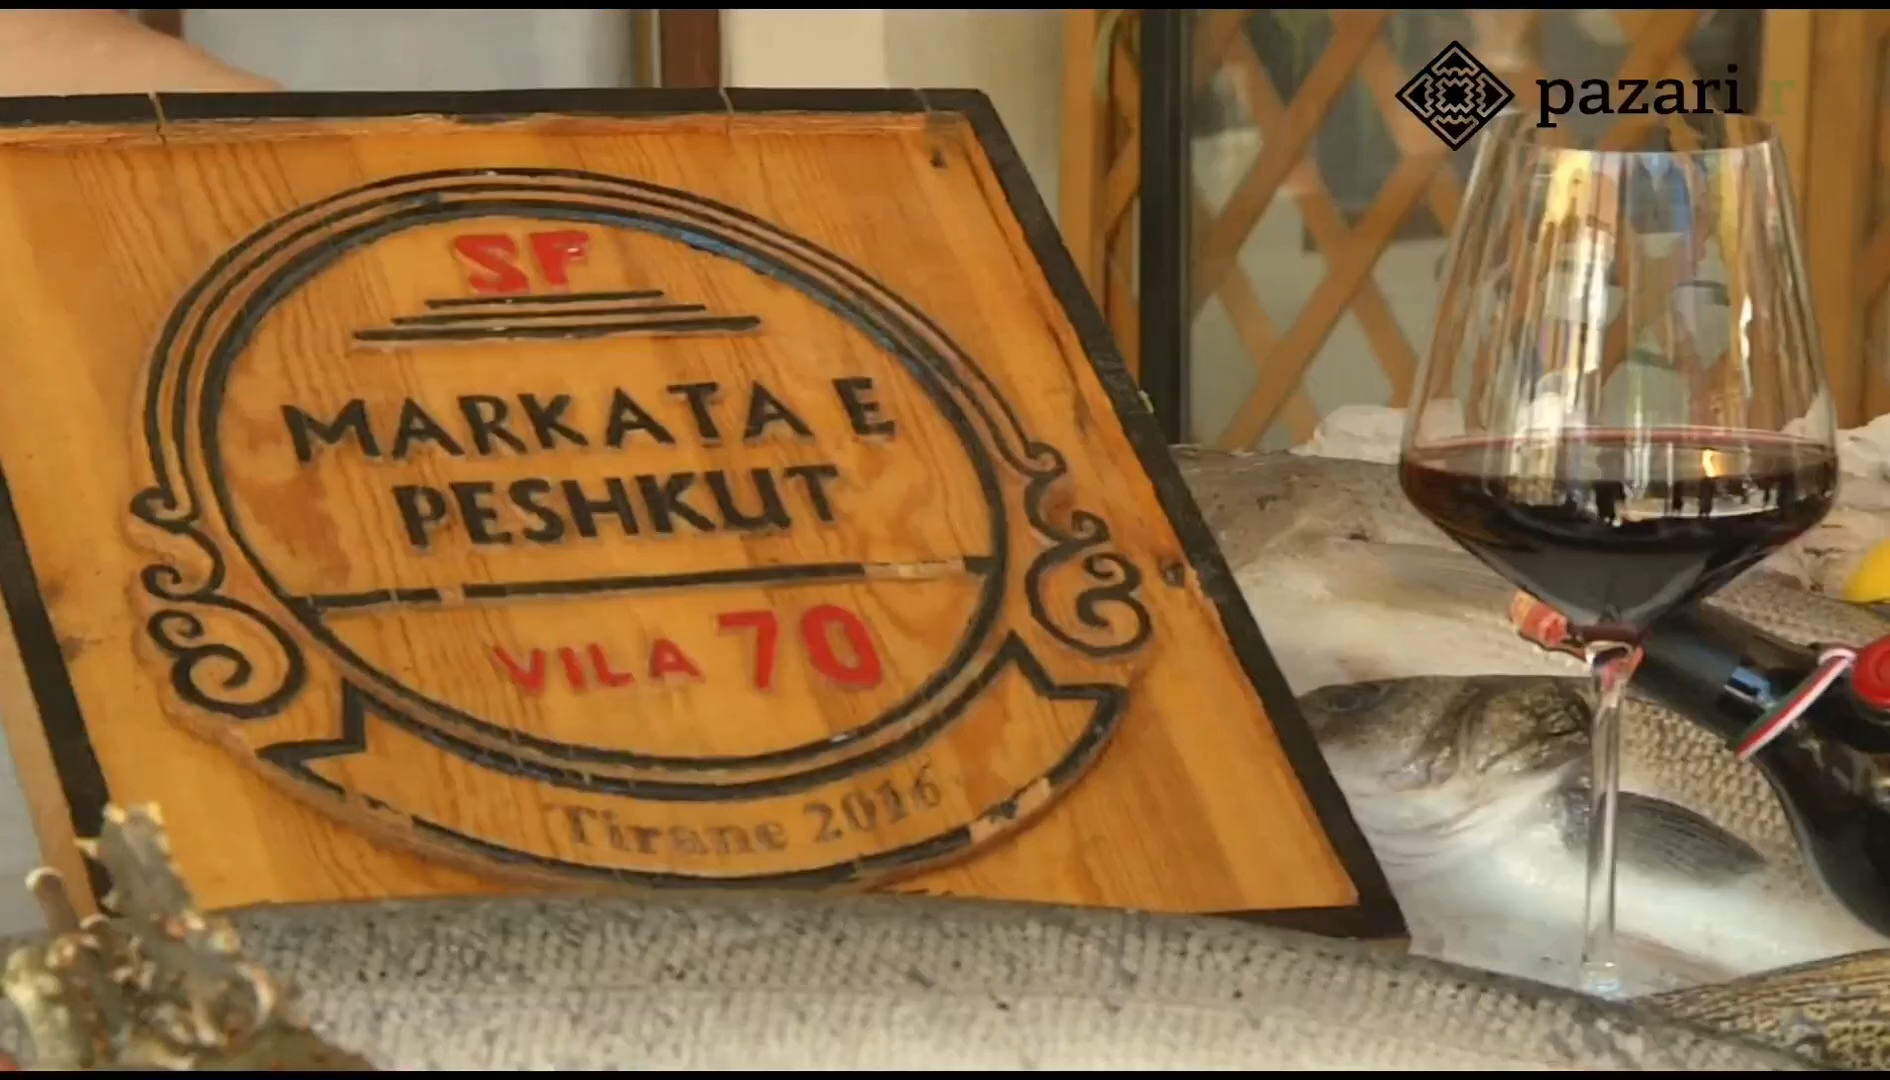 pazari r
SF
MARKATA E
PESHKUT
VILA 70
Tirane 2016